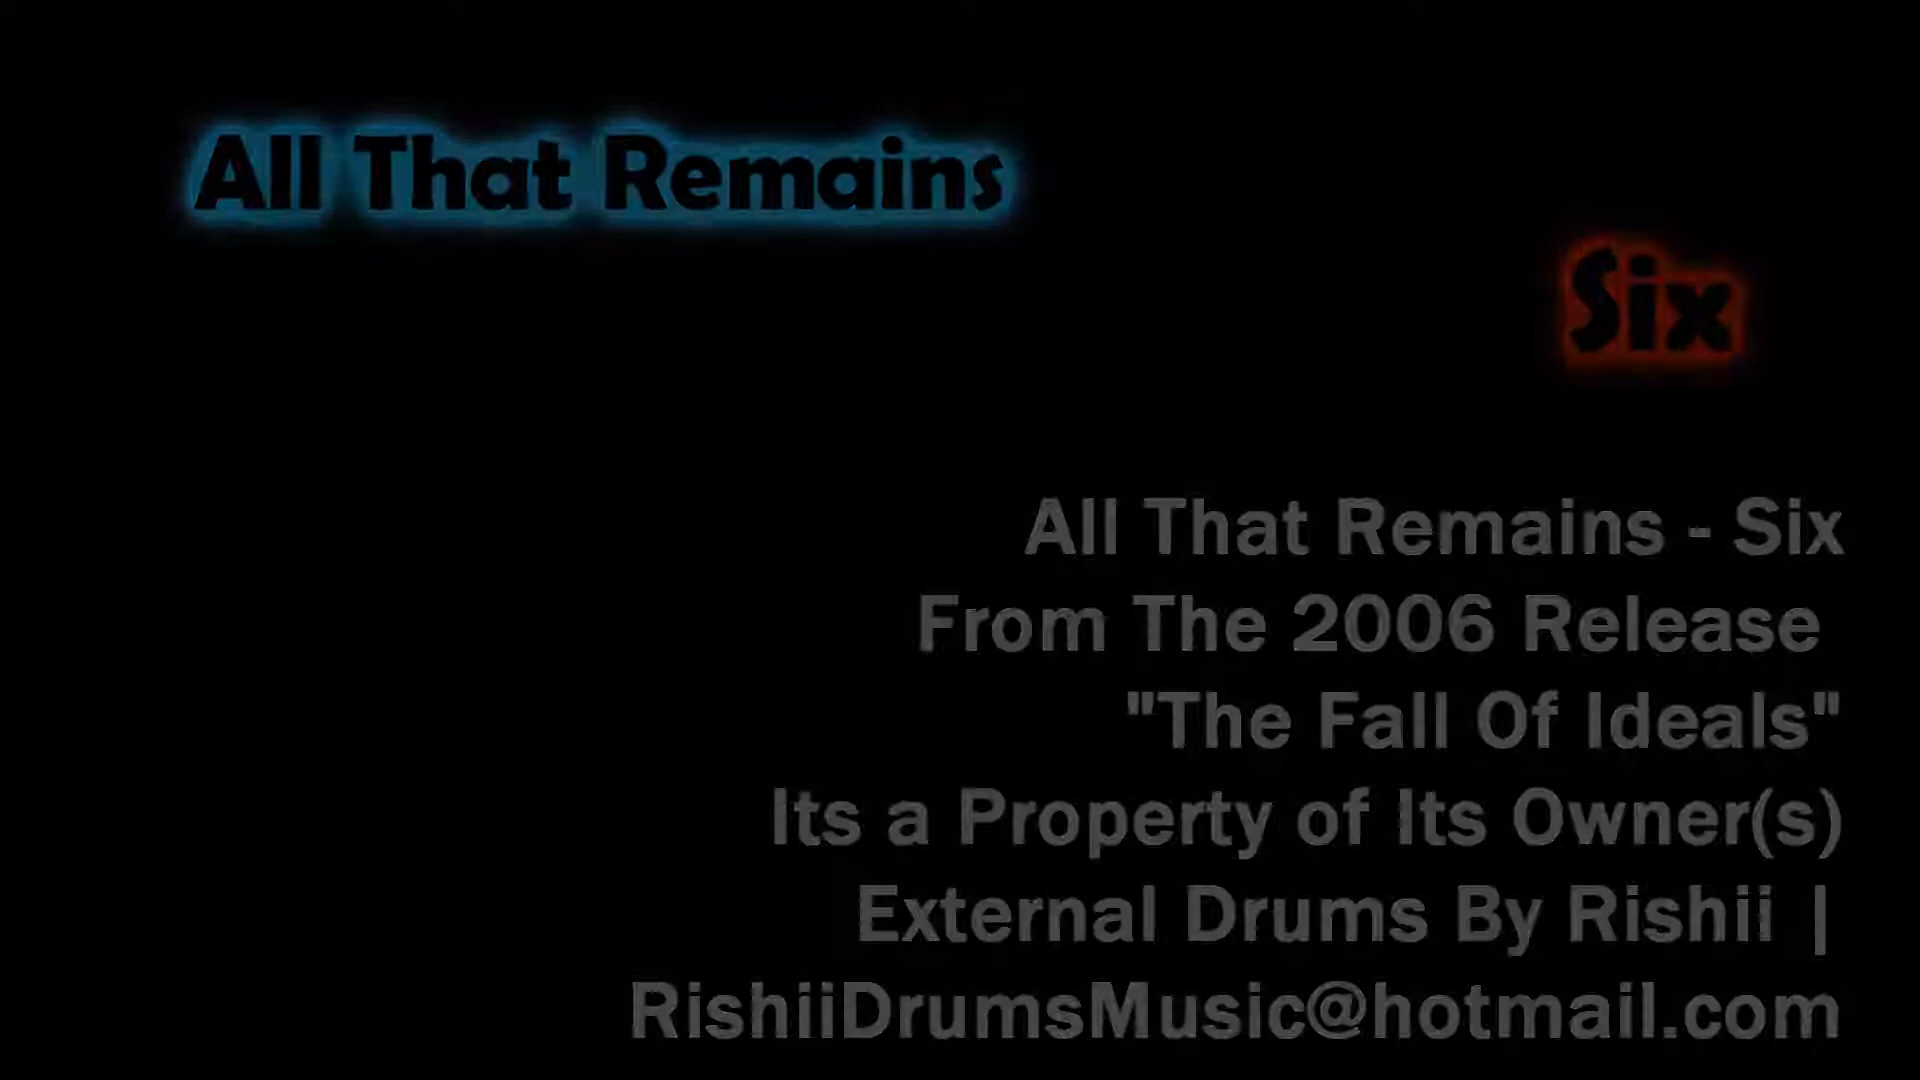 All That Remains
Six
All That Remains - Six
From The 2006 Release
"The Fall Of Ideals"
Its a Property of Its Owner(s)
External Drums By Rishii |
RishiiDrumsMusic@hotmail.com